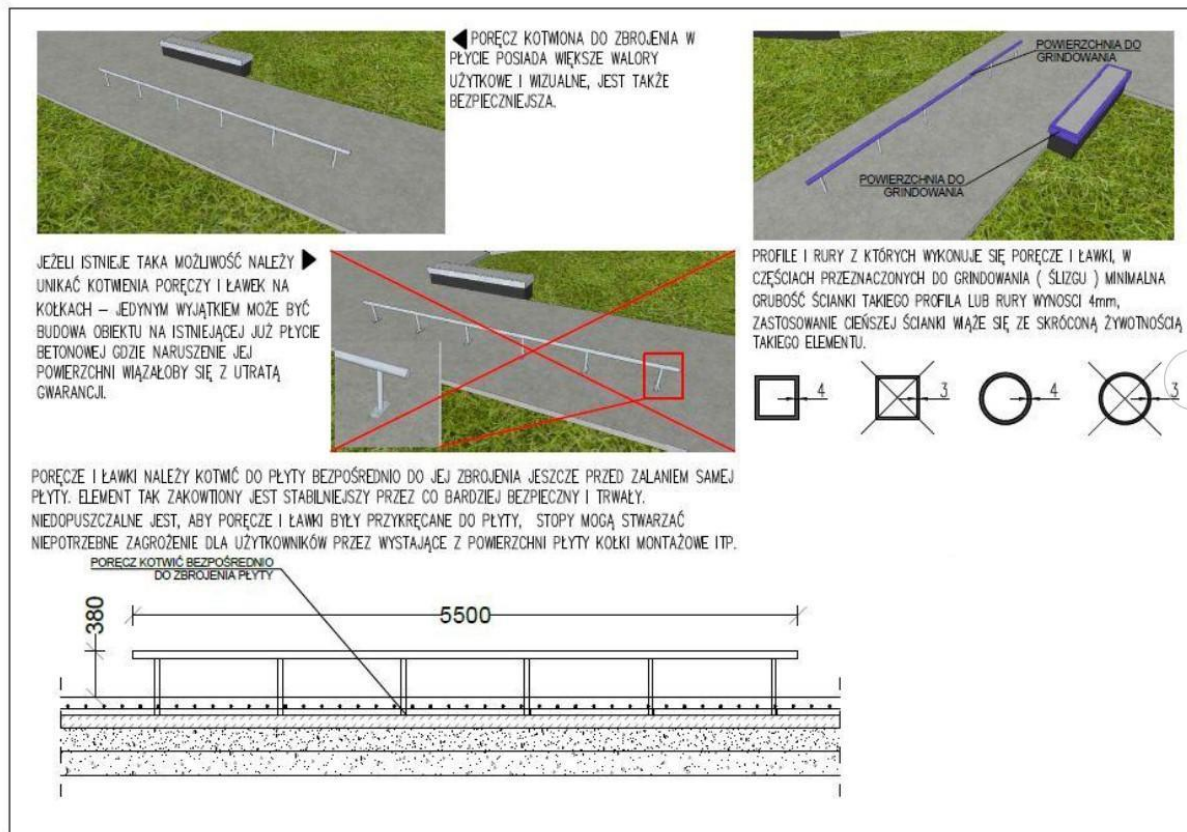 PORĘCZ KOTWIONA DO ZBROJENIA W
PŁYCIE POSIADA WIĘKSZE WALORY
UŻYTKOWE I WIZUALNE, JEST TAKŻE
BEZPIECZNIEJSZA.
POWIERZCHNIA DO
GRINDOWANIA
POWIERZCHNIA DO
GRINDOWANIA
JEŻELI ISTNIEJE TAKA MOŻLIWOŚĆ NALEŻY
UNIKAĆ KOTWIENIA PORĘCZY I ŁAWEK NA
KOŁKACH – JEDYNYM WYJĄTKIEM MOŻE BYĆ
BUDOWA OBIEKTU NA ISTNIEJĄCEJ JUŻ PŁYCIE
BETONOWEJ GDZIE NARUSZENIE JEJ
POWIERZCHNI WIĄZAŁOBY SIĘ Z UTRATĄ
GWARANCJI.
PROFILE I RURY Z KTÓRYCH WYKONUJE SIĘ PORĘCZE I ŁAWKI, W
CZĘŚCIACH PRZEZNACZONYCH DO GRINDOWANIA ( ŚLIZGU ) MINIMALNA
GRUBOŚĆ ŚCIANKI TAKIEGO PROFILA LUB RURY WYNOSI 4mm,
ZASTOSOWANIE CIEŃSZEJ ŚCIANKI WIĄŻE SIĘ ZE SKRÓCONĄ ŻYWOTNOŚCIĄ
TAKIEGO ELEMENTU.
4
3
4
3
PORĘCZE I ŁAWKI NALEŻY KOTWIĆ DO PŁYTY BEZPOŚREDNIO DO JEJ ZBROJENIA JESZCZE PRZED ZALANIEM SAMEJ
PŁYTY. ELEMENT TAK ZAKOWTIONY JEST STABILNIEJSZY PRZEZ CO BARDZIEJ BEZPIECZNY I TRWAŁY.
NIEDOPUSZCZALNE JEST, ABY PORĘCZE I ŁAWKI BYŁY PRZYKRĘCANE DO PŁYTY, STOPY MOGĄ STWARZAĆ
NIEPOTRZEBNE ZAGROŻENIE DLA UŻYTKOWNIKÓW PRZEZ WYSTAJĄCE Z POWIERZCHNI PŁYTY KOŁKI MONTAŻOWE ITP.
PORĘCZ KOTWIĆ BEZPOŚREDNIO
DO ZBROJENIA PŁYTY
380
5500